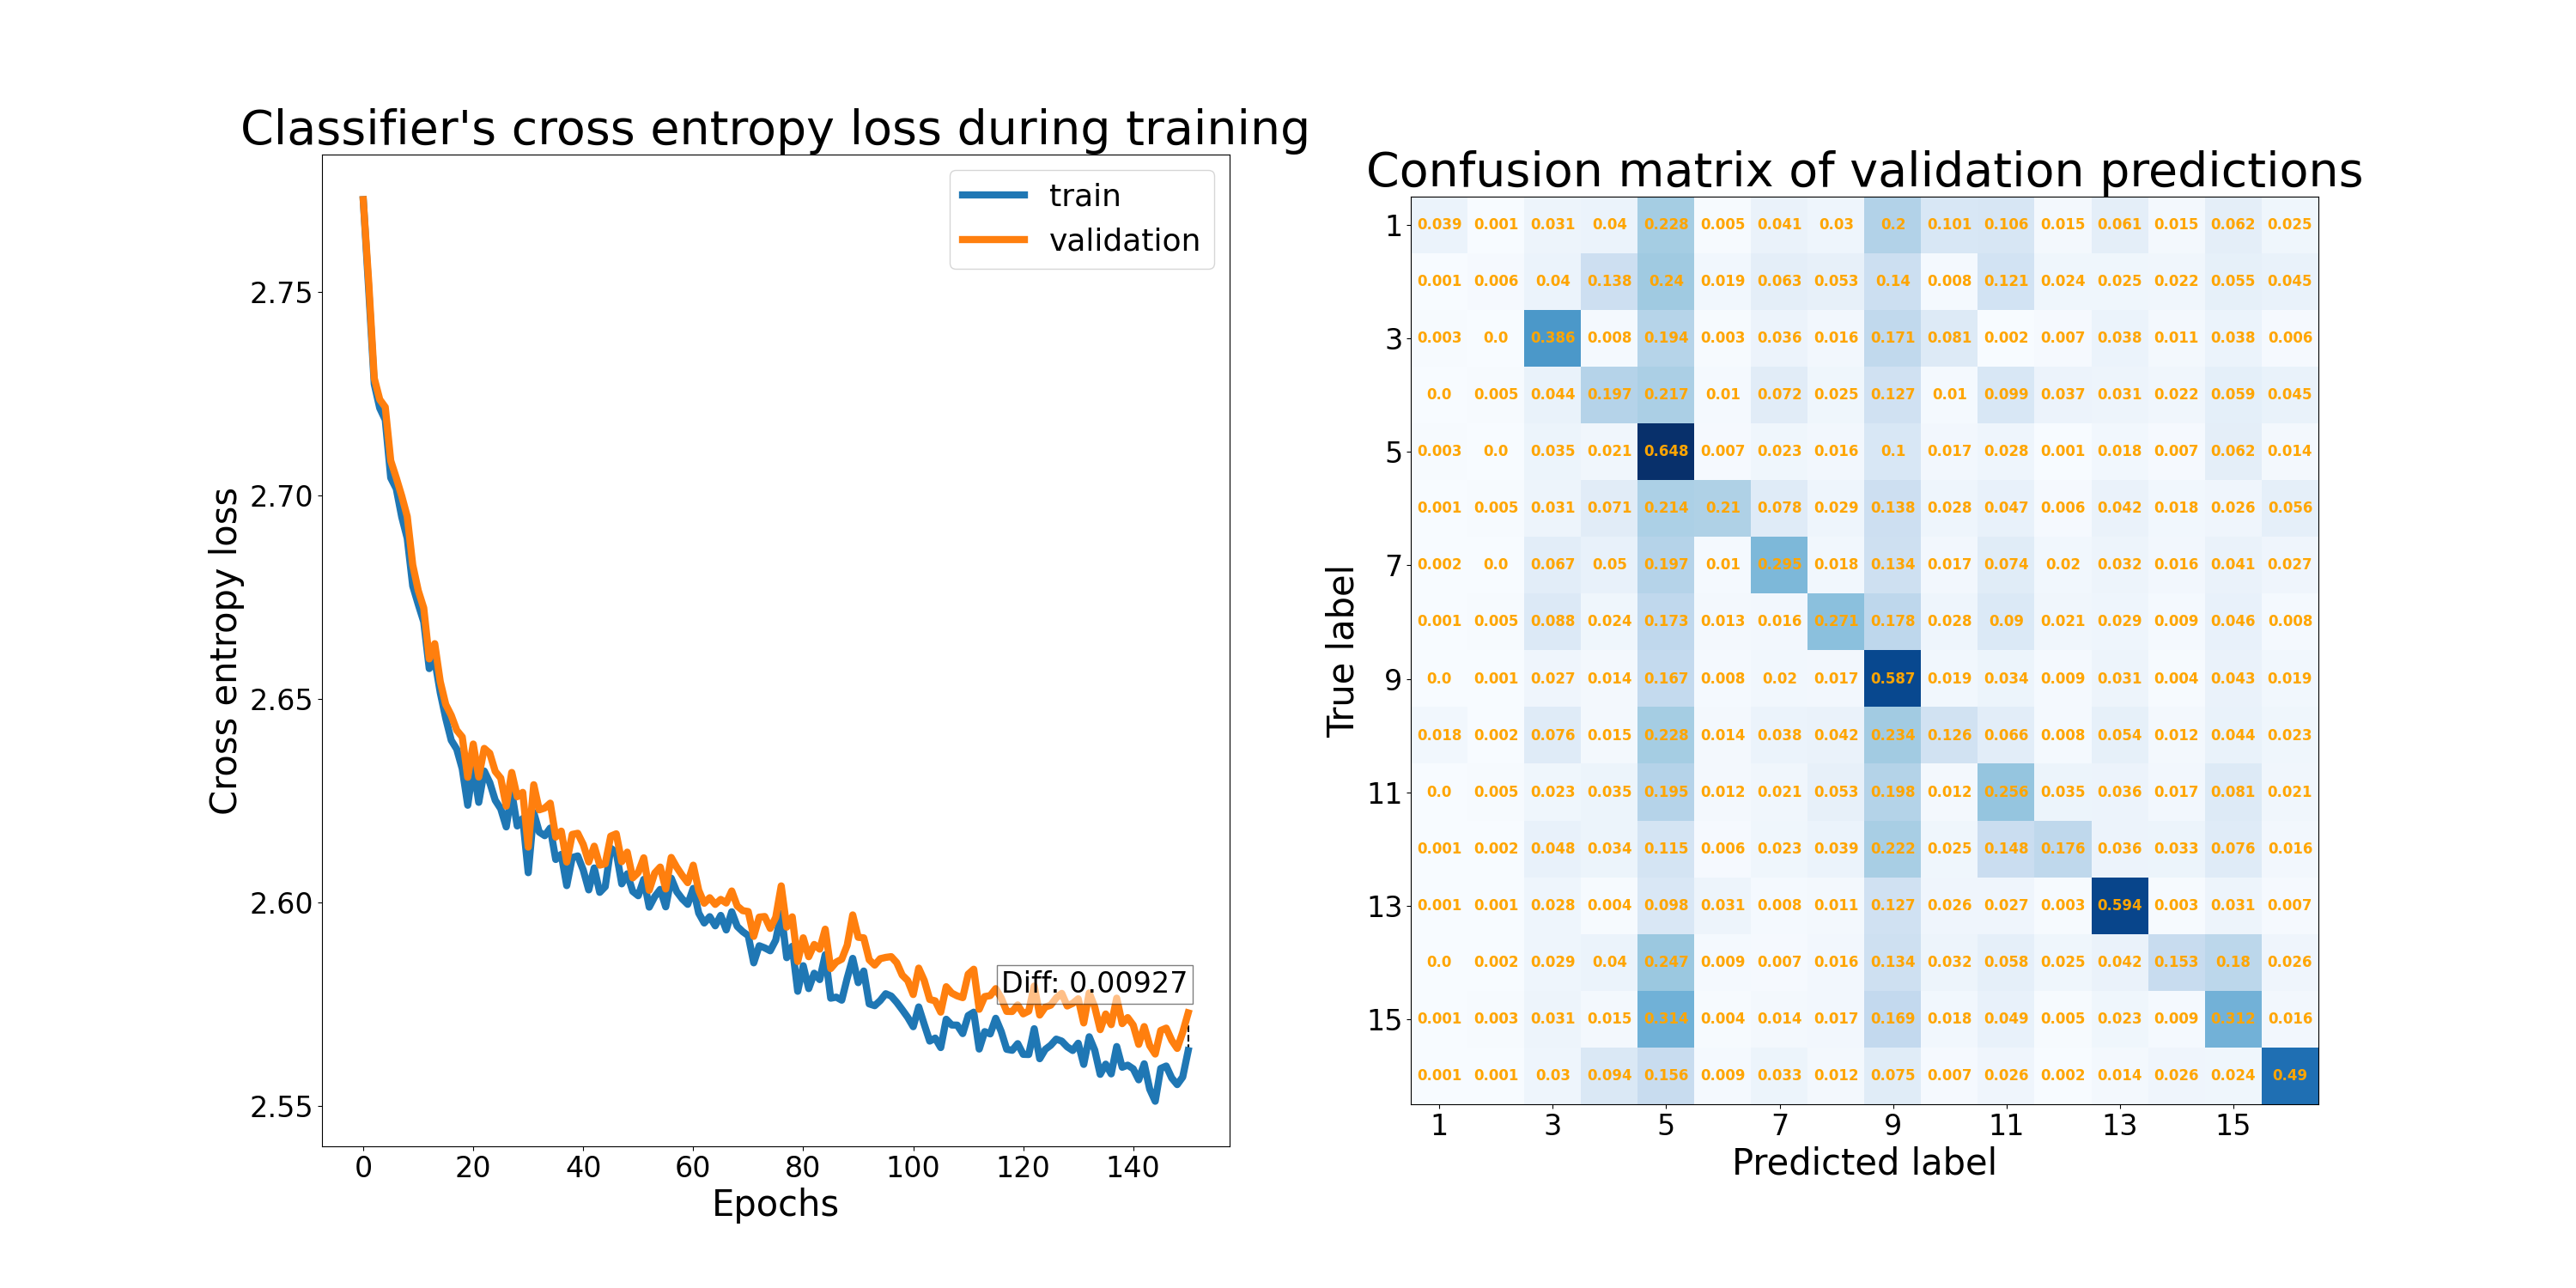 Classifier's cross entropy loss during training
train
validation
2.75
2.70
2.65
2.60
2.55
Cross entropy loss
Diff: 0.00927
0 20 40 60 80 100 120 140
Epochs
Confusion matrix of validation predictions
True label
1 0.039 0.001 0.031 0.04 0.228 0.005 0.041 0.03 0.2 0.101 0.106 0.015 0.061 0.015 0.062 0.025
0.001 0.006 0.04 0.138 0.24 0.019 0.063 0.053 0.14 0.008 0.121 0.024 0.025 0.022 0.055 0.045
3 0.003 0.0 0.386 0.008 0.194 0.003 0.036 0.016 0.171 0.081 0.002 0.007 0.038 0.011 0.038 0.006
0.0 0.005 0.044 0.197 0.217 0.01 0.072 0.025 0.127 0.01 0.099 0.037 0.031 0.022 0.059 0.045
5 0.003 0.0 0.035 0.021 0.648 0.007 0.023 0.016 0.1 0.017 0.028 0.001 0.018 0.007 0.062 0.014
0.001 0.005 0.031 0.071 0.214 0.21 0.078 0.029 0.138 0.028 0.047 0.006 0.042 0.018 0.026 0.056
7 0.002 0.0 0.067 0.05 0.197 0.01 0.295 0.018 0.134 0.017 0.074 0.02 0.032 0.016 0.041 0.027
0.001 0.005 0.088 0.024 0.173 0.013 0.016 0.271 0.178 0.028 0.09 0.021 0.029 0.009 0.046 0.008
9 0.0 0.001 0.027 0.014 0.167 0.008 0.02 0.017 0.587 0.019 0.034 0.009 0.031 0.004 0.043 0.019
0.018 0.002 0.076 0.015 0.228 0.014 0.038 0.042 0.234 0.126 0.066 0.008 0.054 0.012 0.044 0.023
11 0.0 0.005 0.023 0.035 0.195 0.012 0.021 0.053 0.198 0.012 0.256 0.035 0.036 0.017 0.081 0.021
0.001 0.002 0.048 0.034 0.115 0.006 0.023 0.039 0.222 0.025 0.148 0.176 0.036 0.033 0.076 0.016
13 0.001 0.001 0.028 0.004 0.098 0.031 0.008 0.011 0.127 0.026 0.027 0.003 0.594 0.003 0.031 0.007
0.0 0.002 0.029 0.04 0.247 0.009 0.007 0.016 0.134 0.032 0.058 0.025 0.042 0.153 0.18 0.026
15 0.001 0.003 0.031 0.015 0.314 0.004 0.014 0.017 0.169 0.018 0.049 0.005 0.023 0.009 0.312 0.016
0.001 0.001 0.03 0.094 0.156 0.009 0.033 0.012 0.075 0.007 0.026 0.002 0.014 0.026 0.024 0.49
1 3 5 7 9 11 13 15
Predicted label